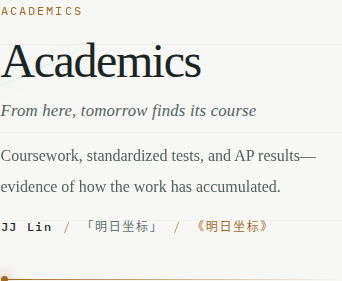 ACADEMICS
Academics
From here, tomorrow finds its course
Coursework, standardized tests, and AP results—
evidence of how the work has accumulated.
JJ Lin / 「明日坐标」 / 《明日坐标》